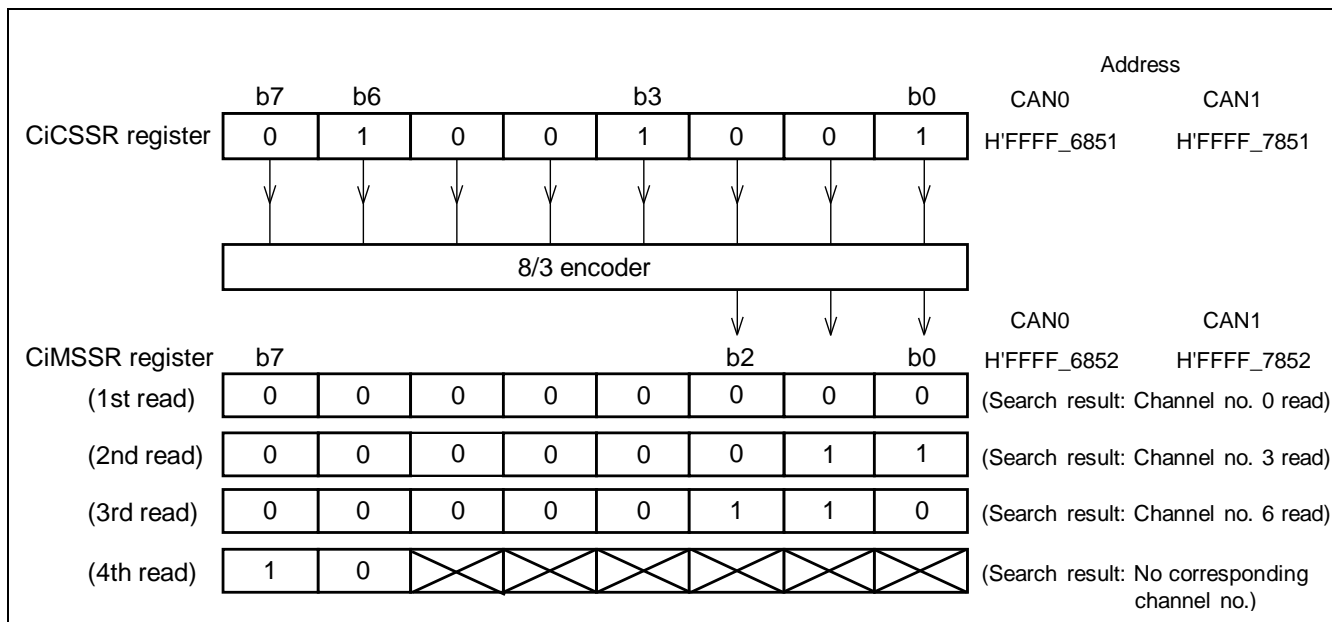 Address
b7 b6 b3 b0 CAN0 CAN1
CiCSSR register 0 1 0 0 1 0 0 1 H'FFFF_6851 H'FFFF_7851
8/3 encoder
CAN0 CAN1
CiMSSR register b7 b2 b0 H'FFFF_6852 H'FFFF_7852
(1st read) 0 0 0 0 0 0 0 0 (Search result: Channel no. 0 read)
(2nd read) 0 0 0 0 0 0 1 1 (Search result: Channel no. 3 read)
(3rd read) 0 0 0 0 0 1 1 0 (Search result: Channel no. 6 read)
(4th read) 1 0 (Search result: No corresponding
channel no.)